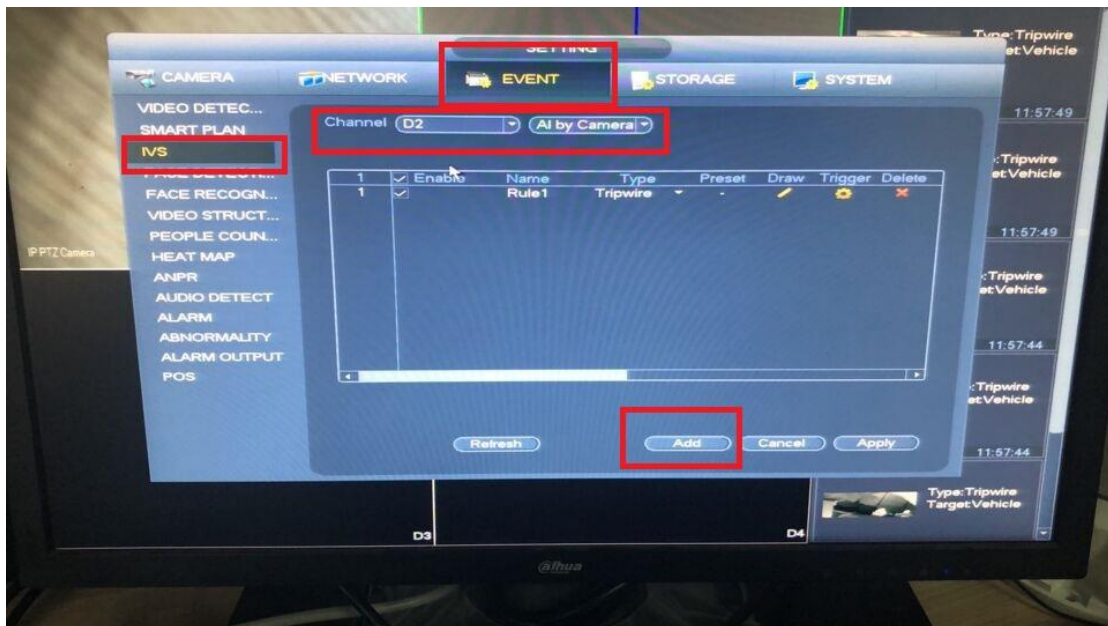 SETTING
CAMERA NETWORK EVENT STORAGE SYSTEM
VIDEO DETEC...
SMART PLAN
IVS
FACE RECOGN...
VIDEO STRUCT...
PEOPLE COUN...
HEAT MAP
ANPR
AUDIO DETECT
ALARM
ABNORMALITY
ALARM OUTPUT
POS
Channel D2 AI by Camera
1 Enable Name Type Preset Draw Trigger Delete
1 Rule1 Tripwire -
Refresh Add Cancel Apply
IP PTZ Camera
Type:Tripwire
et:Vehicle
11:57:49
:Tripwire
et:Vehicle
11:57:49
:Tripwire
et:Vehicle
11:57:44
:Tripwire
et:Vehicle
11:57:44
Type:Tripwire
Target:Vehicle
D3
D4
alhua